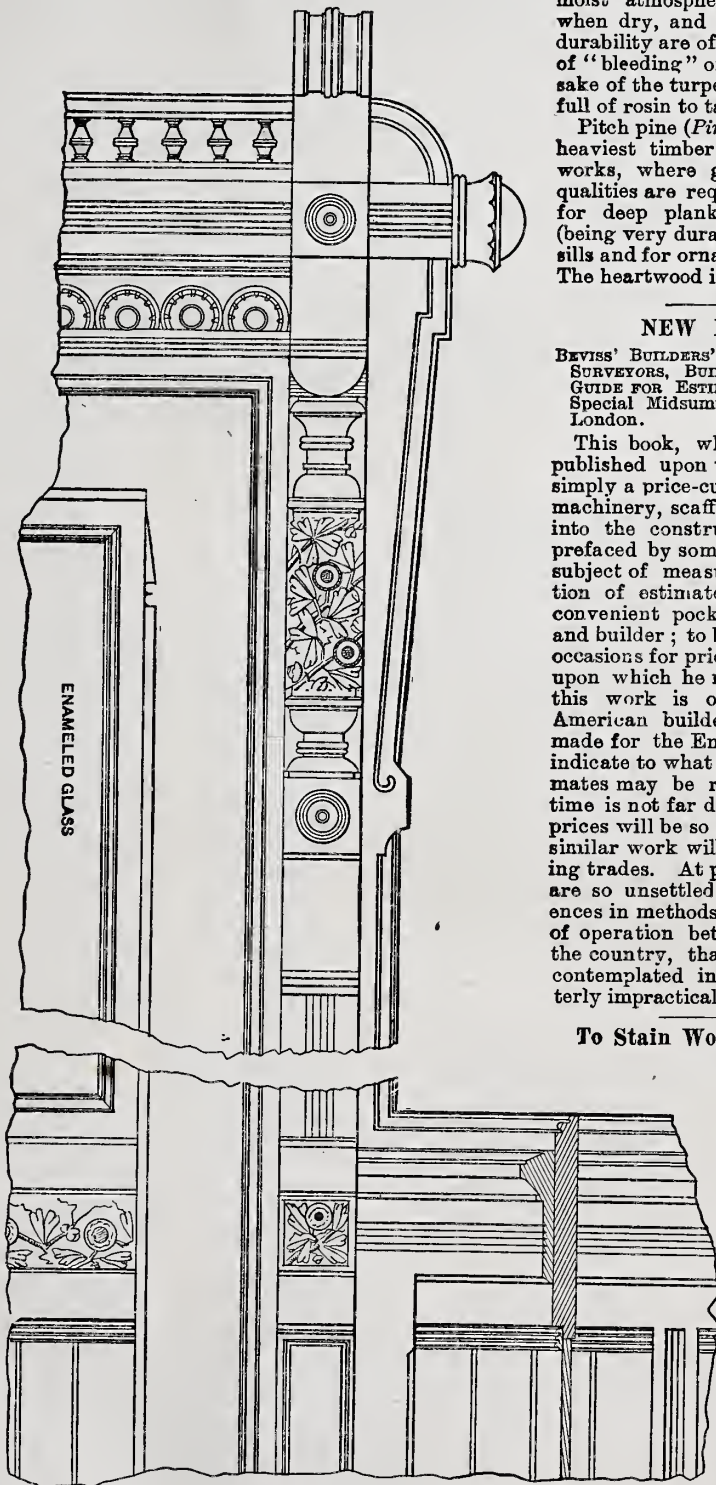 moist atmosphe
when dry, and
durability are of
of "bleeding" o
sake of the turpe
full of rosin to ta
Pitch pine (Pi
heaviest timber
works, where g
qualities are req
for deep plank
(being very dura
sills and for orna
The heartwood i
NEW
BEVISS' BUILDERS'
SURVEYORS, BUI
GUIDE FOR ESTI
Special Midsum
London.
This book, wh
published upon
simply a price-cu
machinery, scaff
into the constru
prefaced by som
subject of meas
tion of estimate
convenient pock
and builder; to b
occasions for pric
upon which he r
this work is o
American builde
made for the En
indicate to what
mates may be r
time is not far d
prices will be so
similar work wil
ing trades. At p
are so unsettled
ences in methods
of operation bet
the country, tha
contemplated in
terly impractical
To Stain Wo
ENAMELED GLASS